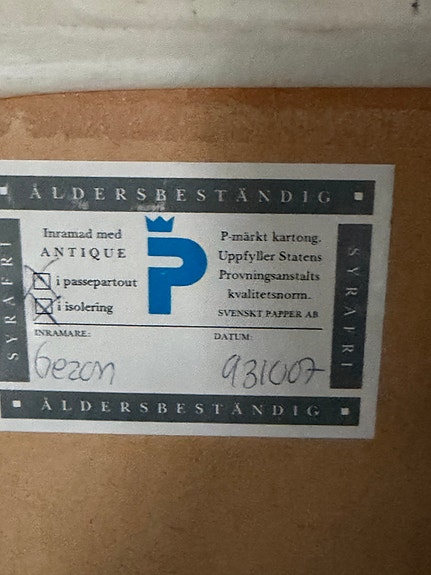 ÅLDERSBESTÄNDIG
SYRAFRI
Inramad med
ANTIQUE
i passepartout
i isolering
P
P-märkt kartong.
Uppfyller Statens
Provningsanstalts
kvalitetsnorm.
SVENSKT PAPPER AB
SYRAFRI
INRAMARE:
DATUM:
931007
ÅLDERSBESTÄNDIG